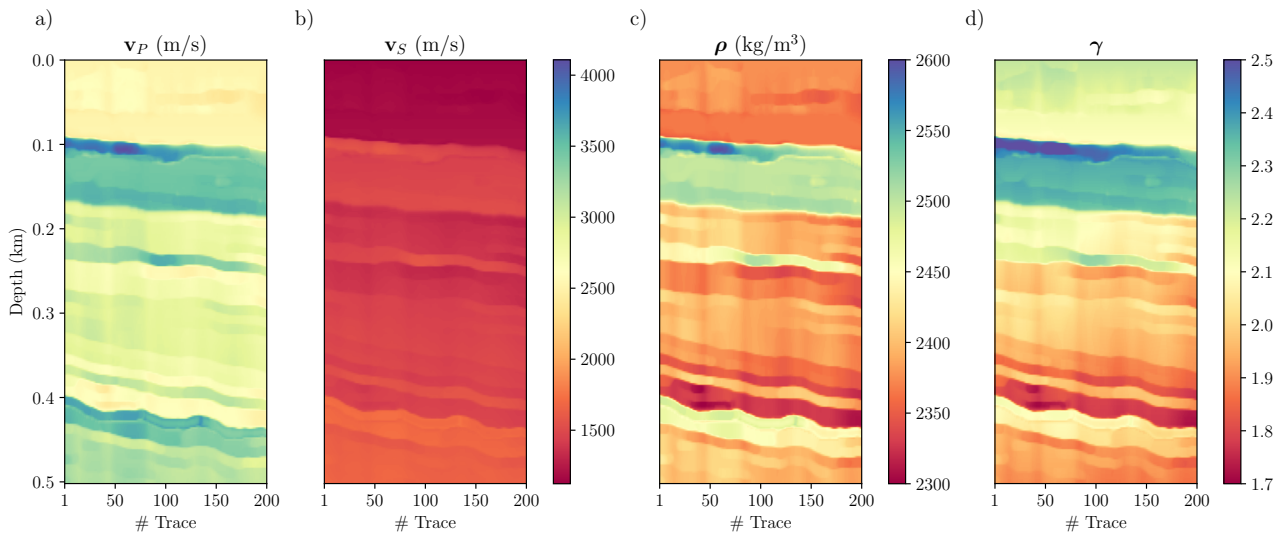 a)
b)
c)
d)
v_P (m/s)
v_S (m/s)
ρ (kg/m³)
γ
Depth (km)
0.0
0.1
0.2
0.3
0.4
0.5
1 50 100 150 200
# Trace
1 50 100 150 200
# Trace
4000
3500
3000
2500
2000
1500
1 50 100 150 200
# Trace
2600
2550
2500
2450
2400
2350
2300
1 50 100 150 200
# Trace
2.5
2.4
2.3
2.2
2.1
2.0
1.9
1.8
1.7